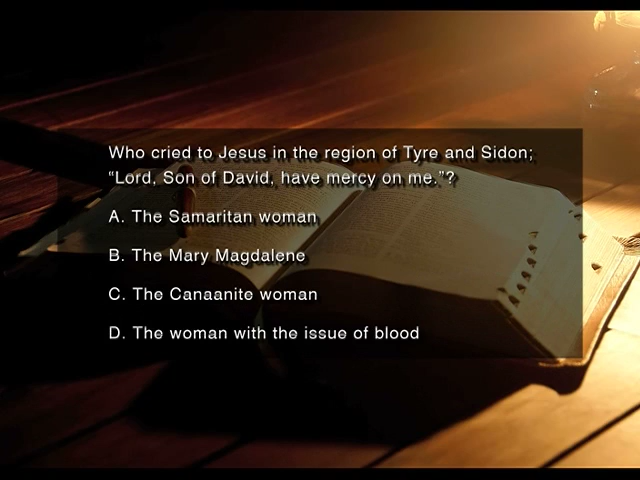 Who cried to Jesus in the region of Tyre and Sidon;
“Lord, Son of David, have mercy on me.”?
A. The Samaritan woman
B. The Mary Magdalene
C. The Canaanite woman
D. The woman with the issue of blood